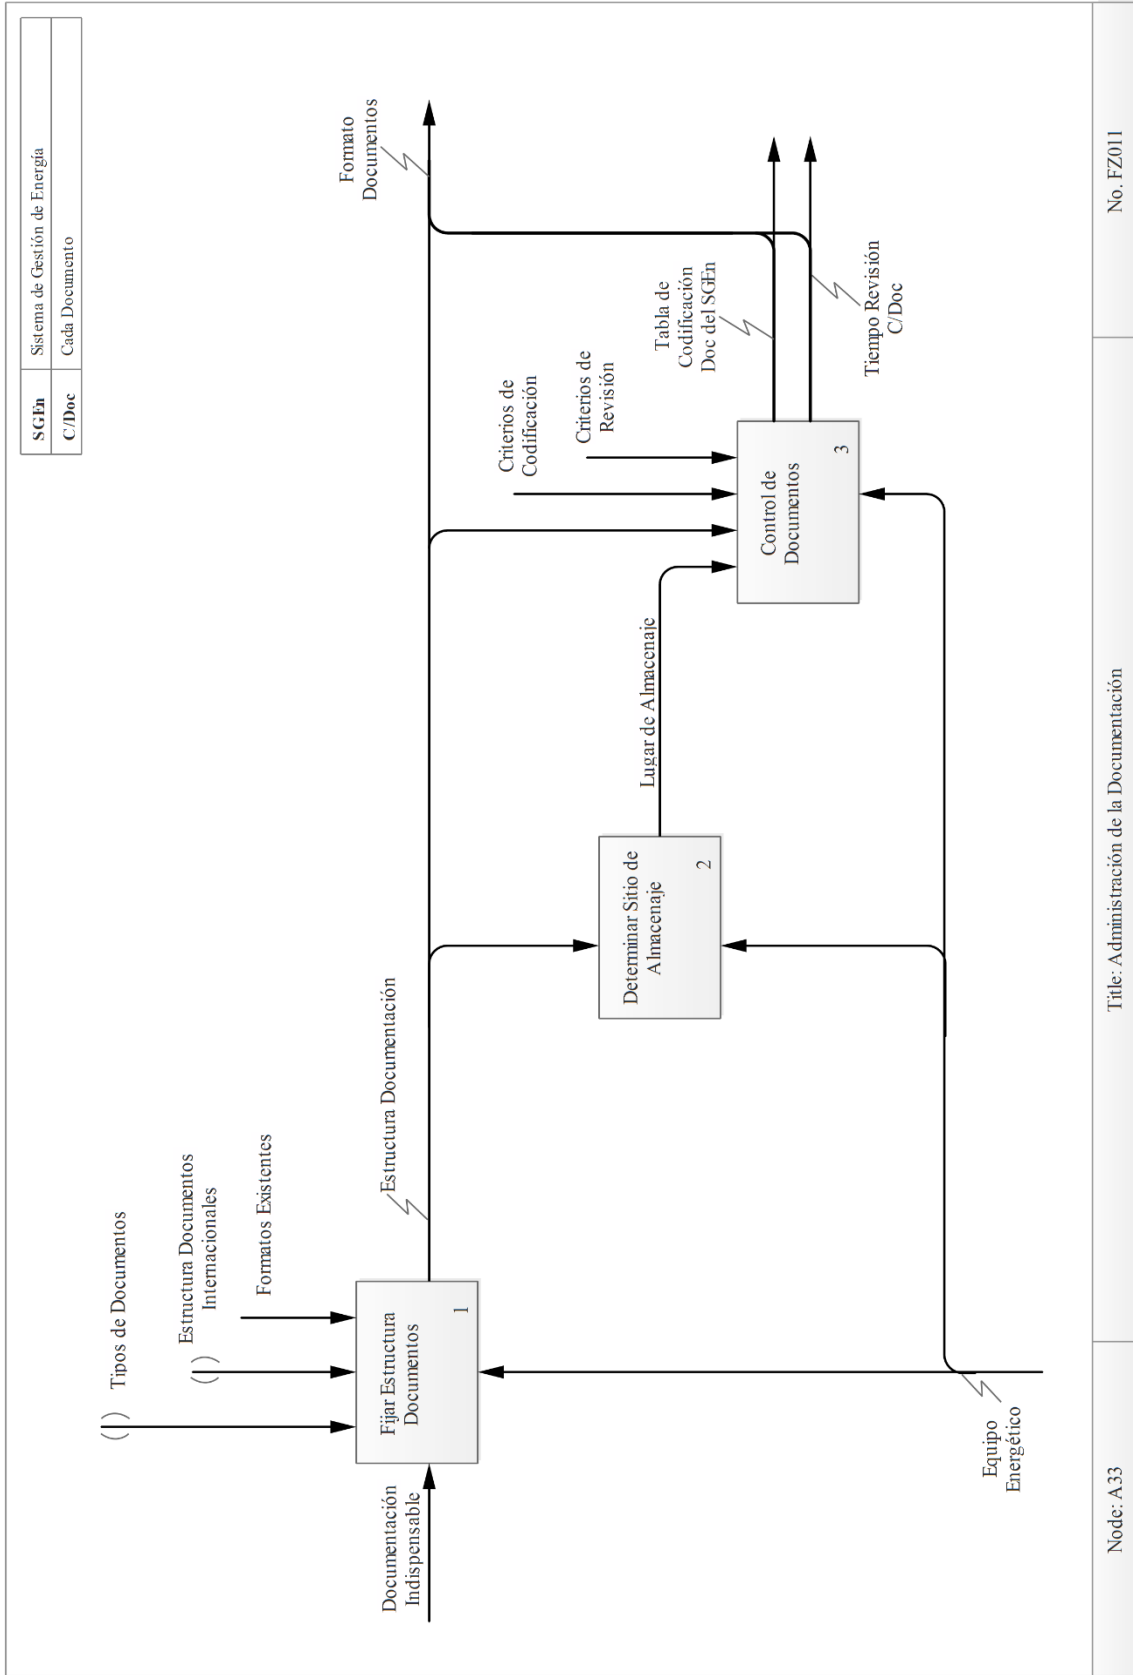 SGEn Sistema de Gestión de Energía
C/Doc Cada Documento
Tipos de Documentos
Estructura Documentos
Internacionales
Formatos Existentes
Documentación
Indispensable
Fijar Estructura
Documentos
1
Estructura Documentación
Formato
Documentos
Determinar Sitio de
Almacenaje
2
Lugar de Almacenaje
Criterios de
Codificación
Criterios de
Revisión
Control de
Documentos
3
Tabla de
Codificación
Doc del SGEn
Tiempo Revisión
C/Doc
Equipo
Energético
Node: A33
Title: Administración de la Documentación
No. FZ011